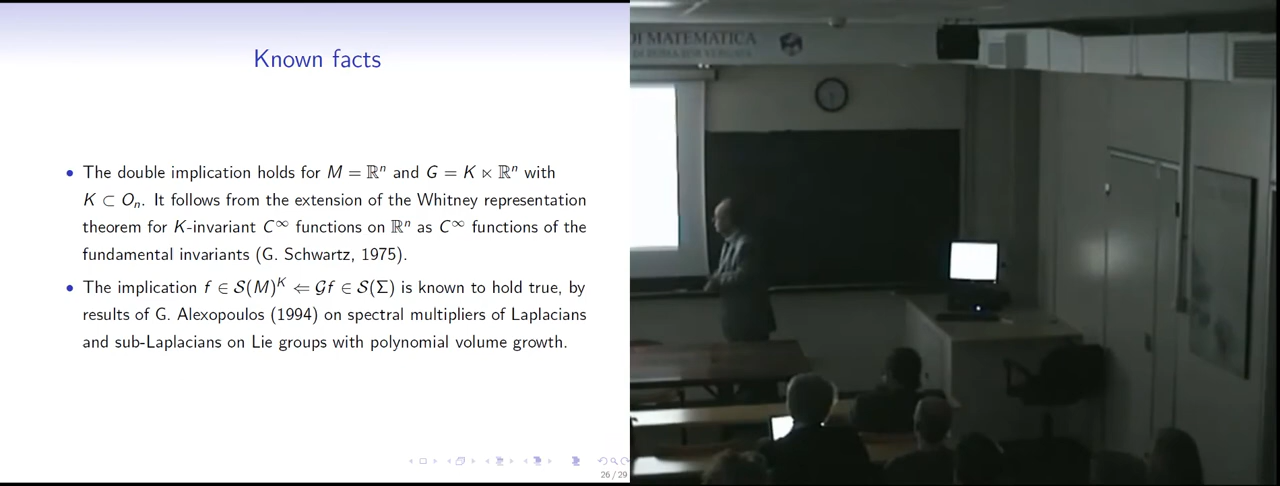 Known facts
• The double implication holds for M = ℝⁿ and G = K ⋉ ℝⁿ with
K ⊂ Oₙ. It follows from the extension of the Whitney representation
theorem for K-invariant C^∞ functions on ℝⁿ as C^∞ functions of the
fundamental invariants (G. Schwartz, 1975).
• The implication f ∈ 𝒮(M)^K ⇐ 𝒢f ∈ 𝒮(Σ) is known to hold true, by
results of G. Alexopoulos (1994) on spectral multipliers of Laplacians
and sub-Laplacians on Lie groups with polynomial volume growth.
26 / 29
DI MATEMATICA